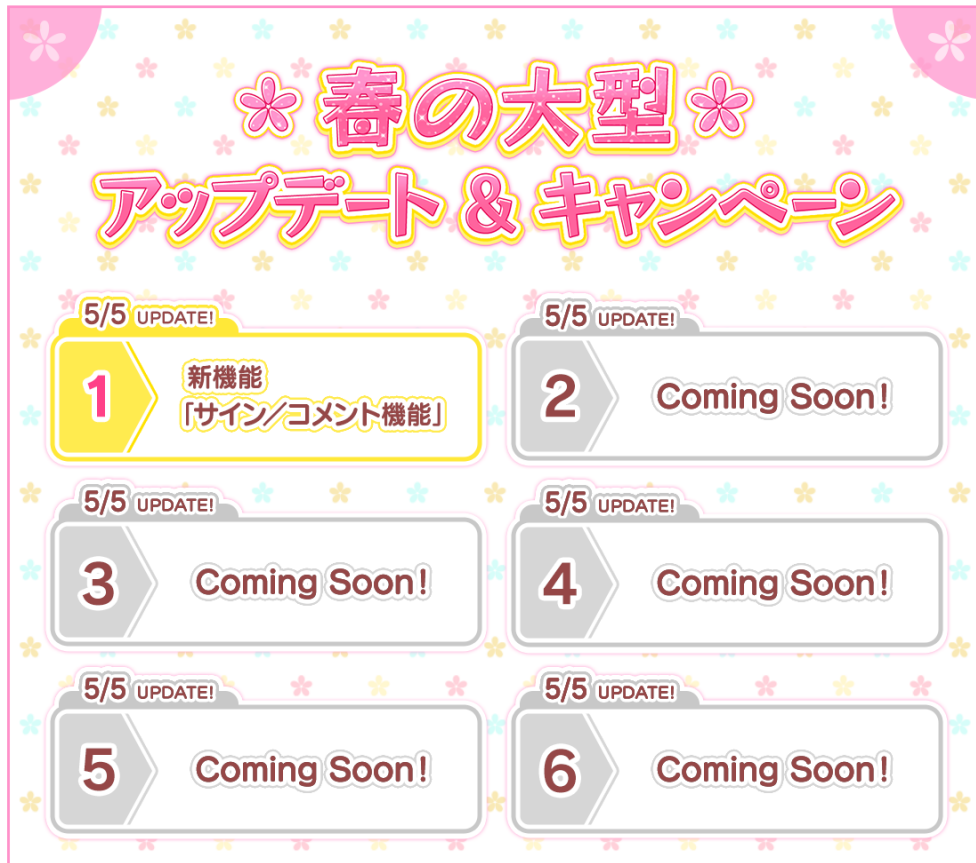 春の大型
アップデート & キャンペーン
5/5 UPDATE!
1
新機能
「サイン／コメント機能」
5/5 UPDATE!
2
Coming Soon!
5/5 UPDATE!
3
Coming Soon!
5/5 UPDATE!
4
Coming Soon!
5/5 UPDATE!
5
Coming Soon!
5/5 UPDATE!
6
Coming Soon!